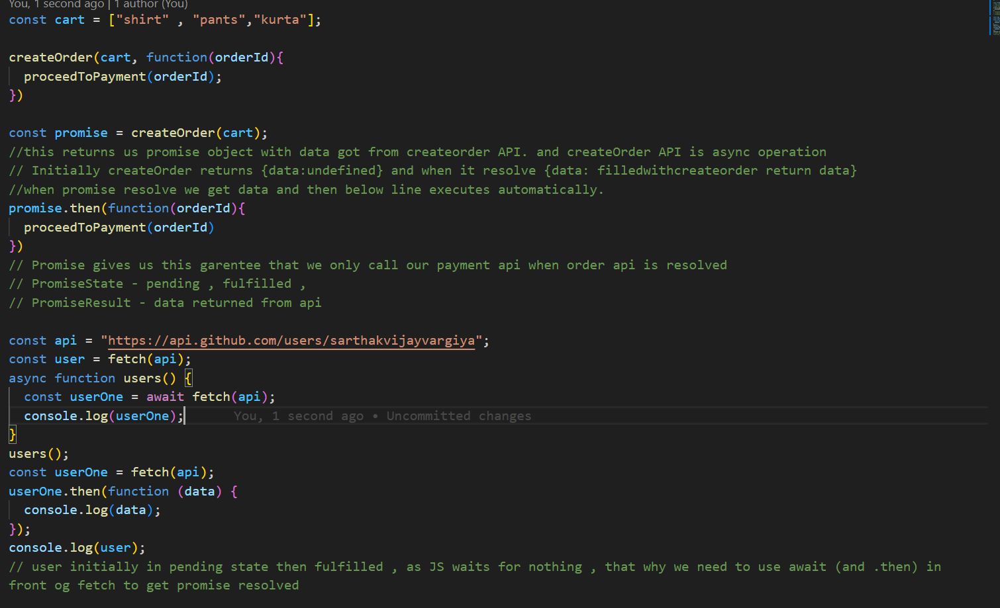 You, 1 second ago | 1 author (You)
const cart = ["shirt" , "pants","kurta"];
createOrder(cart, function(orderId){
proceedToPayment(orderId);
})
const promise = createOrder(cart);
//this returns us promise object with data got from createorder API. and createOrder API is async operation
// Initially createOrder returns {data:undefined} and when it resolve {data: filledwithcreateorder return data}
//when promise resolve we get data and then below line executes automatically.
promise.then(function(orderId){
proceedToPayment(orderId)
})
// Promise gives us this garentee that we only call our payment api when order api is resolved
// PromiseState - pending , fulfilled ,
// PromiseResult - data returned from api
const api = "https://api.github.com/users/sarthakvijayvargiya";
const user = fetch(api);
async function users() {
const userOne = await fetch(api);
console.log(userOne); You, 1 second ago • Uncommitted changes
}
users();
const userOne = fetch(api);
userOne.then(function (data) {
console.log(data);
});
console.log(user);
// user initially in pending state then fulfilled , as JS waits for nothing , that why we need to use await (and .then) in
front og fetch to get promise resolved